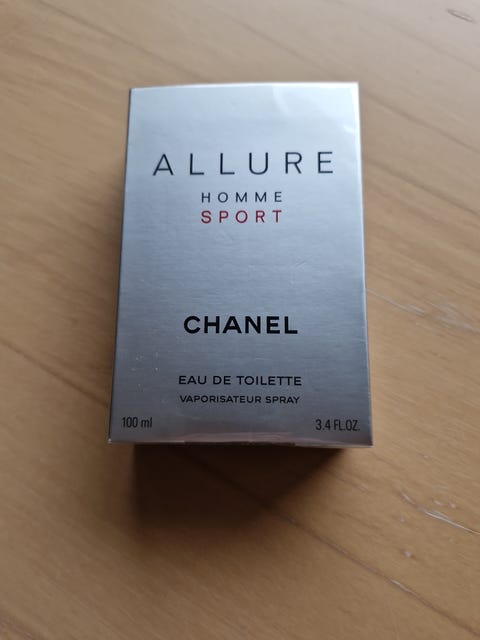 ALLURE
HOMME
SPORT
CHANEL
EAU DE TOILETTE
VAPORISATEUR SPRAY
100 ml 3.4 FL.OZ.